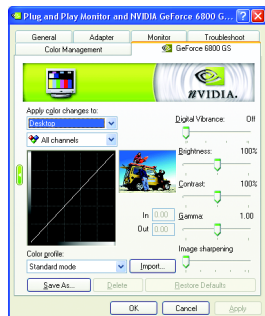 Plug and Play Monitor and NVIDIA GeForce 6800 G...
General Adapter Monitor Troubleshoot
Color Management GeForce 6800 GS
NVIDIA.
Apply color changes to:
Desktop
All channels
Digital Vibrance: Off
Brightness: 100%
Contrast: 100%
In 0.00 Gamma: 1.00
Out 0.00
Image sharpening
Color profile:
Standard mode Import...
Save As... Delete Restore Defaults
OK Cancel Apply